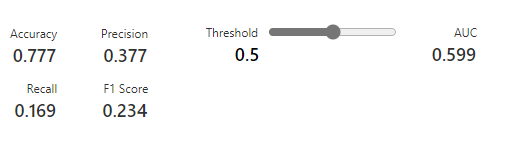 Accuracy Precision Threshold AUC
0.777 0.377 0.5 0.599
Recall F1 Score
0.169 0.234